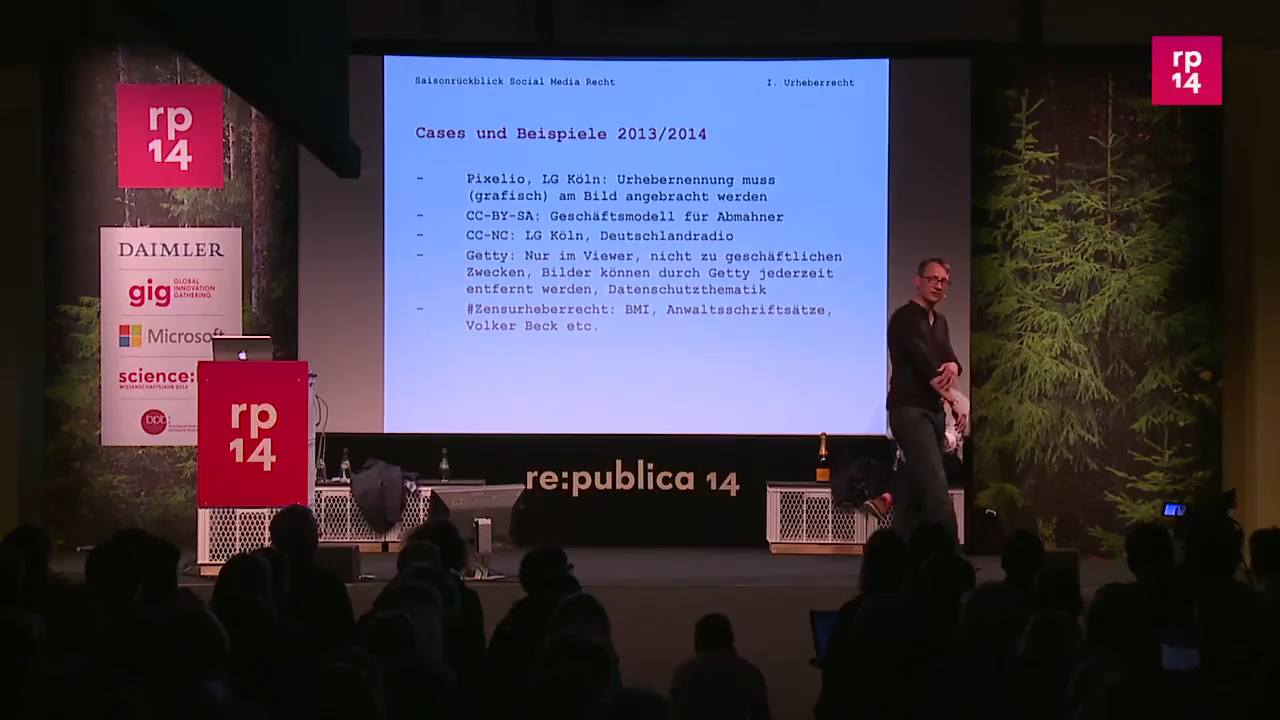 rp
14
Saisonrückblick Social Media Recht I. Urheberrecht
Cases und Beispiele 2013/2014
- Pixelio, LG Köln: Urhebernennung muss
(grafisch) am Bild angebracht werden
- CC-BY-SA: Geschäftsmodell für Abmahner
- CC-NC: LG Köln, Deutschlandradio
- Getty: Nur im Viewer, nicht zu geschäftlichen
Zwecken, Bilder können durch Getty jederzeit
entfernt werden, Datenschutzthematik
- #Zensurheberrecht: BMI, Anwaltsschriftsätze,
Volker Beck etc.
rp
14
DAIMLER
gig GLOBAL
INNOVATION
GATHERING
Microsoft
science:
WISSENSCHAFTSJAHR 2014
bpb:
rp
14
re:publica 14